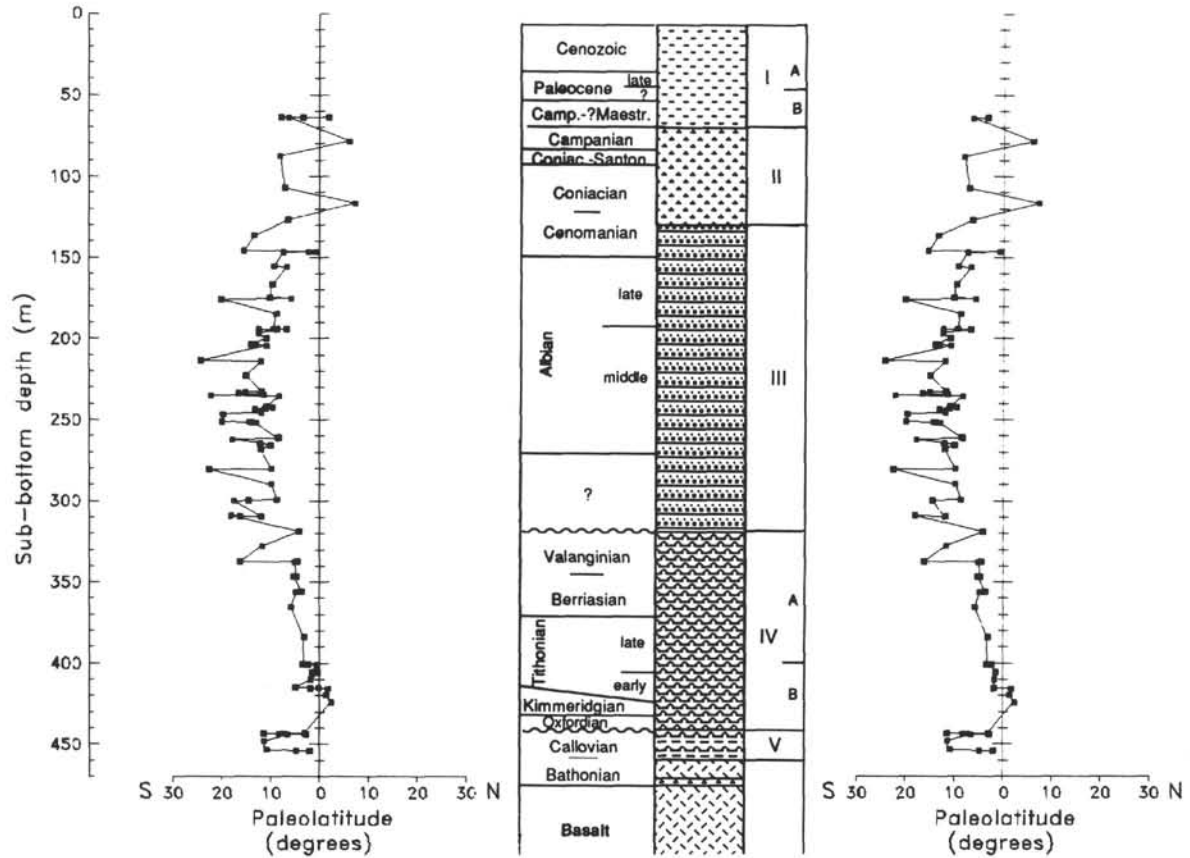 0
50
100
150
200
250
300
350
400
450
Sub-bottom depth (m)
S 30 20 10 0 10 20 30 N
Paleolatitude
(degrees)
Cenozoic
Paleocene
late
?
Camp.-?Maestr.
Campanian
Coniac.-Santon
Coniacian
Cenomanian
Albian
late
middle
?
Valanginian
Berriasian
Tithonian
late
early
Kimmeridgian
Oxfordian
Callovian
Bathonian
Basalt
I
A
B
II
III
IV
A
B
V
S 30 20 10 0 10 20 30 N
Paleolatitude
(degrees)